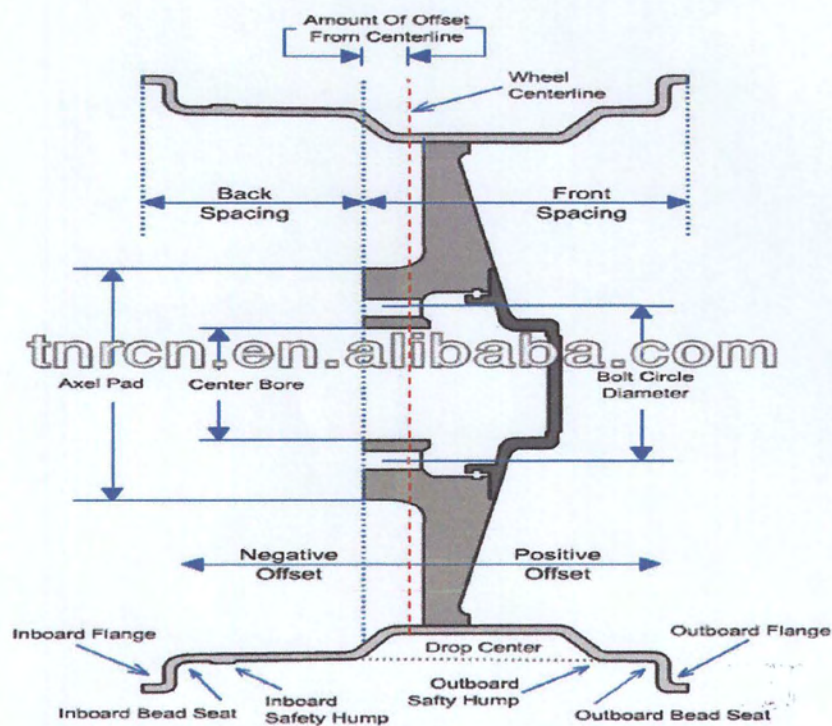 Amount Of Offset
From Centerline
Wheel
Centerline
Back
Spacing
Front
Spacing
tnrcn.en.alibaba.com
Axel Pad
Center Bore
Bolt Circle
Diameter
Negative
Offset
Positive
Offset
Inboard Flange
Drop Center
Outboard Flange
Inboard Bead Seat
Inboard
Safety Hump
Outboard
Safty Hump
Outboard Bead Seat